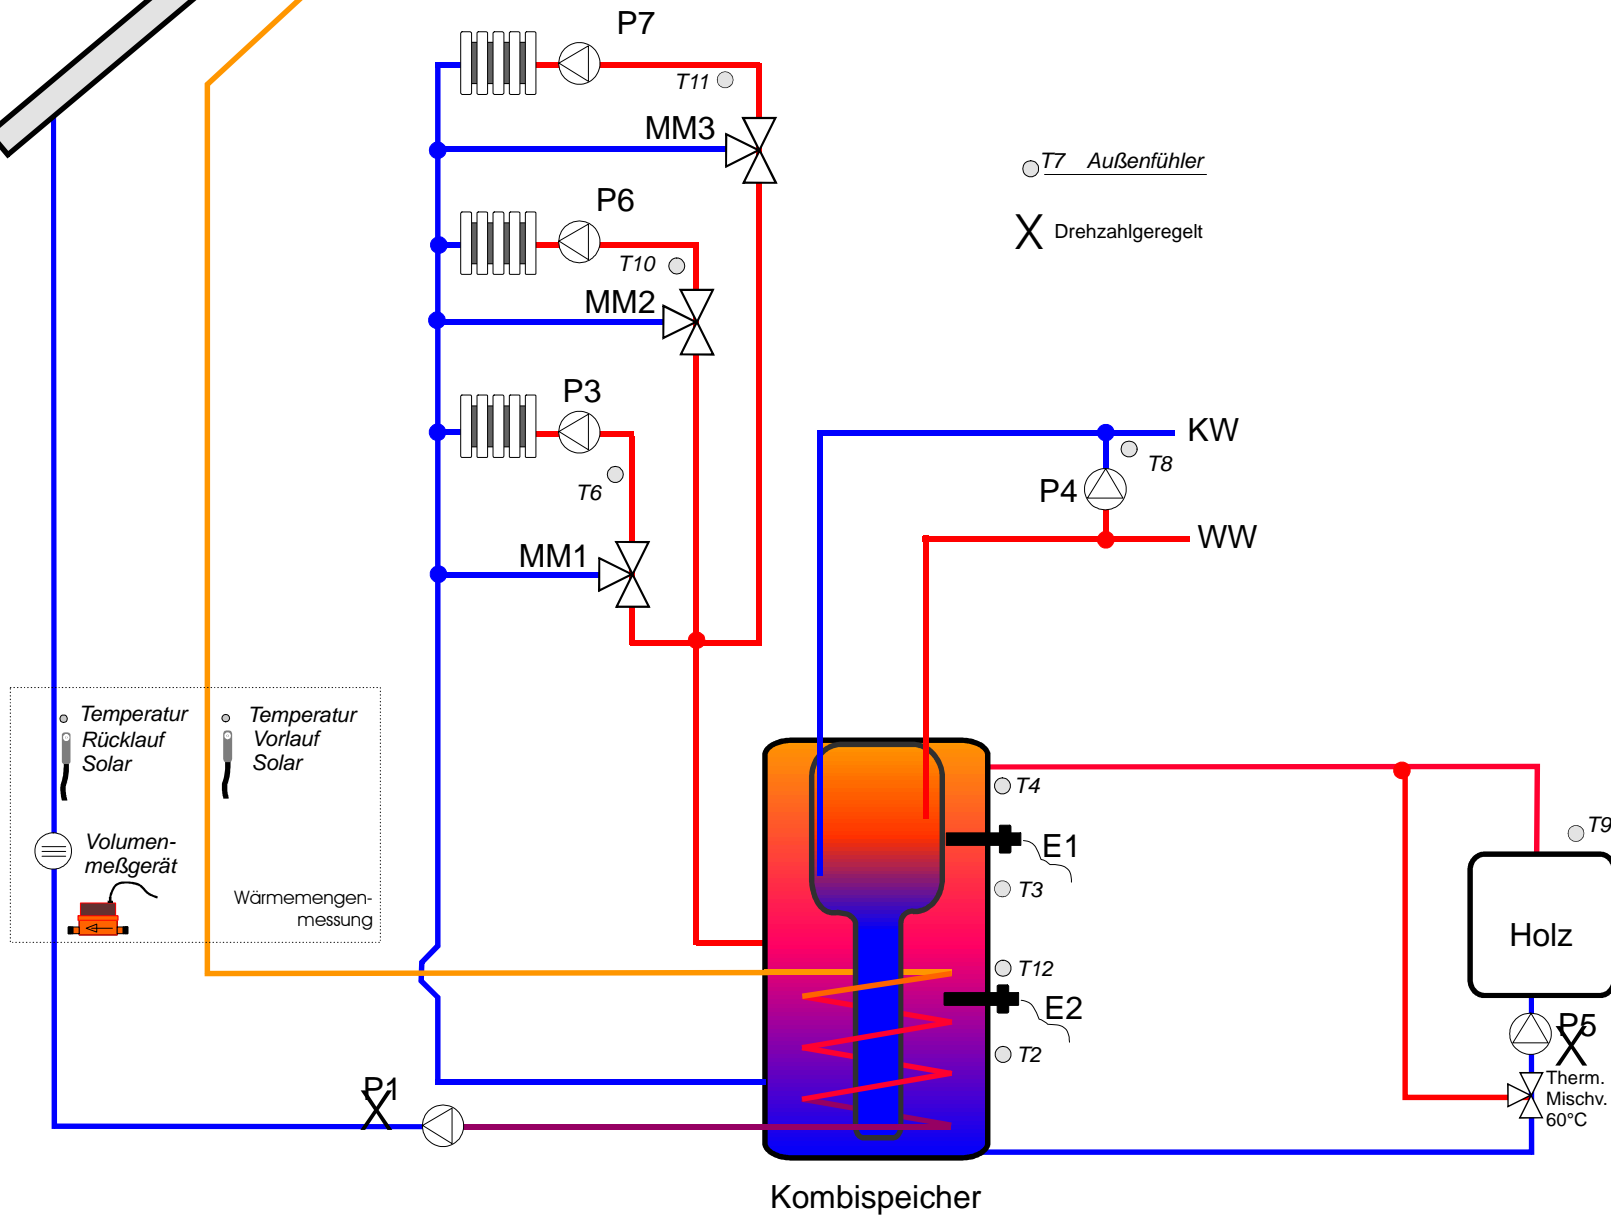 P7
T11
MM3
T7 Außenfühler
P6
X Drehzahlgeregelt
T10
MM2
P3
KW
T8
T6
P4
WW
MM1
Temperatur
Rücklauf
Solar
Temperatur
Vorlauf
Solar
T4
T9
Volumen-
meßgerät
E1
T3
Wärmemengen-
messung
Holz
T12
E2
P5
X
T2
Therm.
Mischv.
60°C
P1
X
Kombispeicher